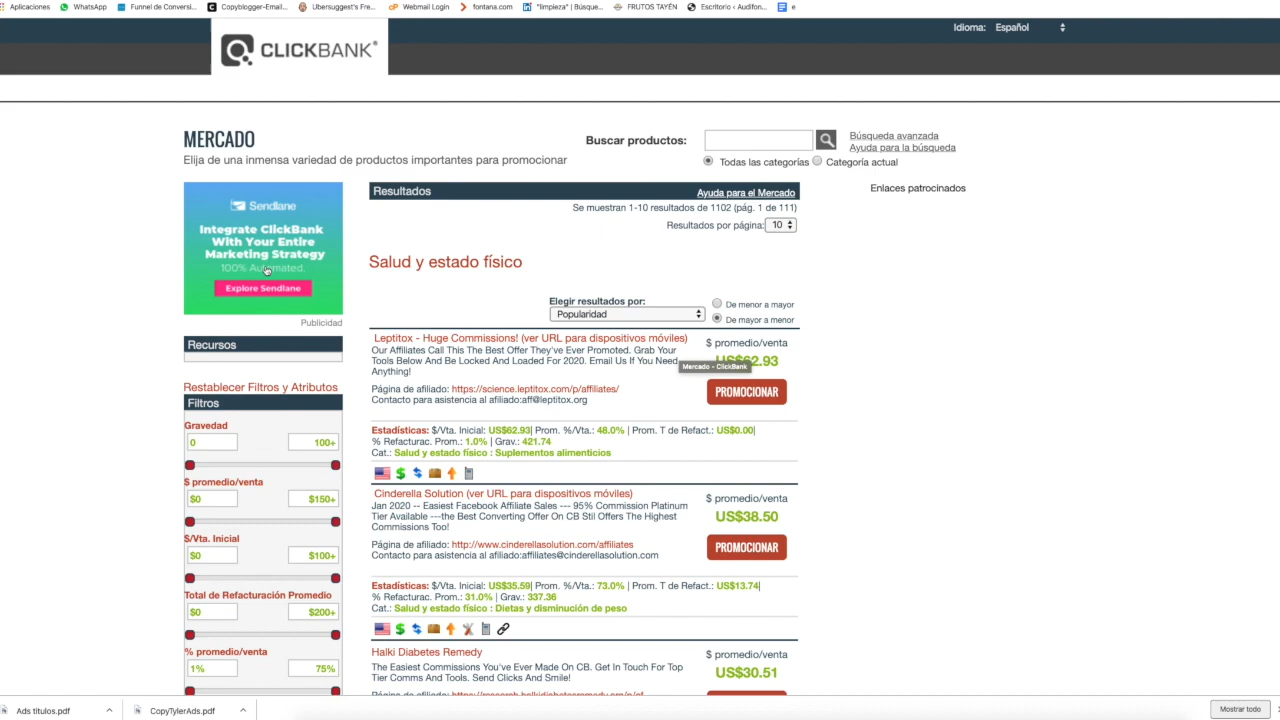 Aplicaciones WhatsApp Funnel de Conversi... Copyblogger-Email... Ubersuggest's Fre... Webmail Login fontana.com "limpieza" | Búsque... FRUTOS TAYÉN Escritorio ‹ Audifon... e
Idioma: Español
CLICKBANK®
MERCADO
Elija de una inmensa variedad de productos importantes para promocionar
Buscar productos:
Búsqueda avanzada
Ayuda para la búsqueda
Todas las categorías Categoría actual
Sendlane
Integrate ClickBank
With Your Entire
Marketing Strategy
100% Automated.
Explore Sendlane
Publicidad
Recursos
Restablecer Filtros y Atributos
Filtros
Gravedad
0 100+
$ promedio/venta
$0 $150+
$/Vta. Inicial
$0 $100+
Total de Refacturación Promedio
$0 $200+
% promedio/venta
1% 75%
Resultados Ayuda para el Mercado
Se muestran 1-10 resultados de 1102 (pág. 1 de 111)
Resultados por página: 10
Salud y estado físico
Elegir resultados por:
Popularidad
De menor a mayor
De mayor a menor
Leptitox - Huge Commissions! (ver URL para dispositivos móviles)
Our Affiliates Call This The Best Offer They've Ever Promoted. Grab Your
Tools Below And Be Locked And Loaded For 2020. Email Us If You Need
Anything!
Página de afiliado: https://science.leptitox.com/p/affiliates/
Contacto para asistencia al afiliado:aff@leptitox.org
$ promedio/venta
US$62.93
Mercado - ClickBank
PROMOCIONAR
Estadísticas: $/Vta. Inicial: US$62.93| Prom. %/Vta.: 48.0% | Prom. T de Refact.: US$0.00|
% Refacturac. Prom.: 1.0% | Grav.: 421.74
Cat.: Salud y estado físico : Suplementos alimenticios
Cinderella Solution (ver URL para dispositivos móviles)
Jan 2020 -- Easiest Facebook Affiliate Sales --- 95% Commission Platinum
Tier Available ---the Best Converting Offer On CB Stil Offers The Highest
Commissions Too!
Página de afiliado: http://www.cinderellasolution.com/affiliates
Contacto para asistencia al afiliado:affiliates@cinderellasolution.com
$ promedio/venta
US$38.50
PROMOCIONAR
Estadísticas: $/Vta. Inicial: US$35.59| Prom. %/Vta.: 73.0% | Prom. T de Refact.: US$13.74|
% Refacturac. Prom.: 31.0% | Grav.: 337.36
Cat.: Salud y estado físico : Dietas y disminución de peso
Halki Diabetes Remedy
The Easiest Commissions You've Ever Made On CB. Get In Touch For Top
Tier Comms And Tools. Send Clicks And Smile!
Página de afiliado:
$ promedio/venta
US$30.51
Enlaces patrocinados
Ads titulos.pdf CopyTylerAds.pdf Mostrar todo